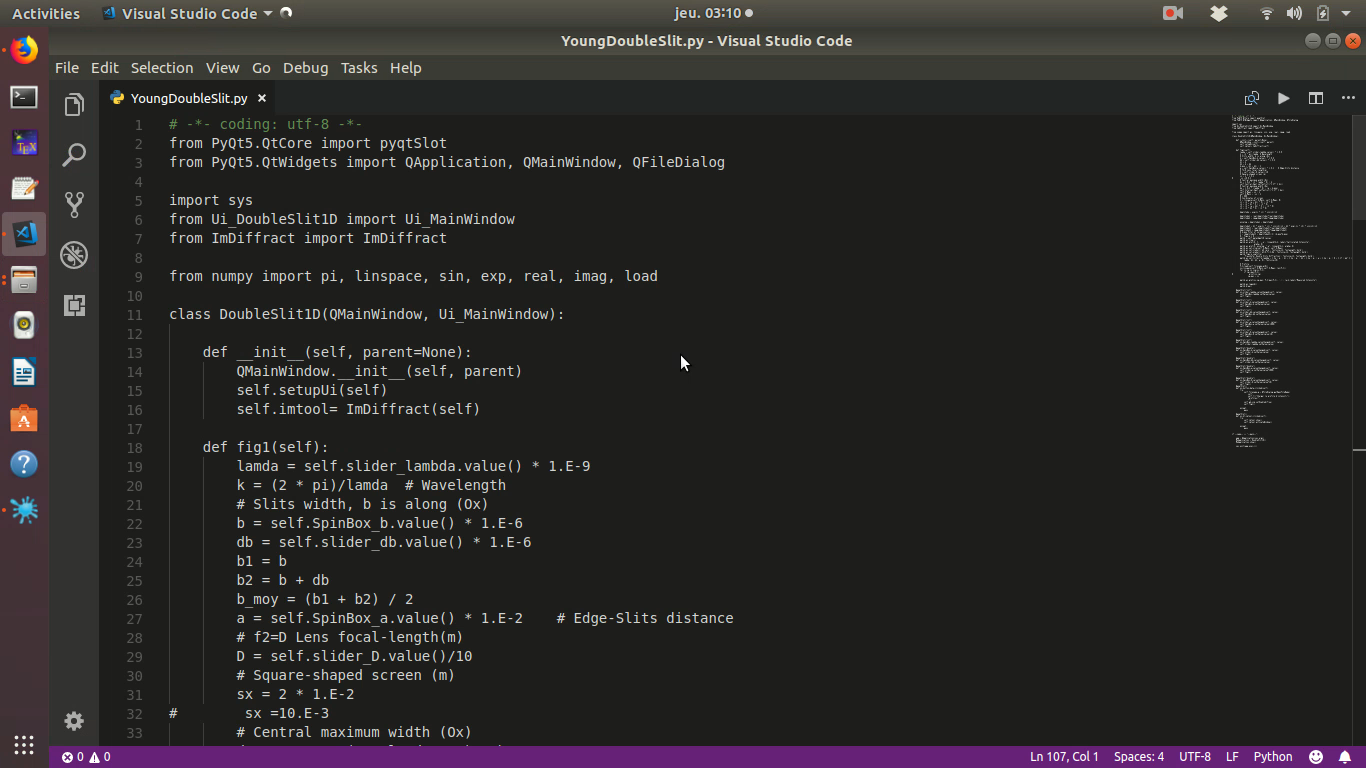 Activities Visual Studio Code jeu. 03:10
YoungDoubleSlit.py - Visual Studio Code
File Edit Selection View Go Debug Tasks Help
YoungDoubleSlit.py
1 # -*- coding: utf-8 -*-
2 from PyQt5.QtCore import pyqtSlot
3 from PyQt5.QtWidgets import QApplication, QMainWindow, QFileDialog
4
5 import sys
6 from Ui_DoubleSlit1D import Ui_MainWindow
7 from ImDiffract import ImDiffract
8
9 from numpy import pi, linspace, sin, exp, real, imag, load
10
11 class DoubleSlit1D(QMainWindow, Ui_MainWindow):
12
13     def __init__(self, parent=None):
14         QMainWindow.__init__(self, parent)
15         self.setupUi(self)
16         self.imtool= ImDiffract(self)
17
18     def fig1(self):
19         lamda = self.slider_lambda.value() * 1.E-9
20         k = (2 * pi)/lamda  # Wavelength
21         # Slits width, b is along (Ox)
22         b = self.SpinBox_b.value() * 1.E-6
23         db = self.slider_db.value() * 1.E-6
24         b1 = b
25         b2 = b + db
26         b_moy = (b1 + b2) / 2
27         a = self.SpinBox_a.value() * 1.E-2    # Edge-Slits distance
28         # f2=D Lens focal-length(m)
29         D = self.slider_D.value()/10
30         # Square-shaped screen (m)
31         sx = 2 * 1.E-2
32 #        sx =10.E-3
33         # Central maximum width (Ox)
0 0 Ln 107, Col 1 Spaces: 4 UTF-8 LF Python